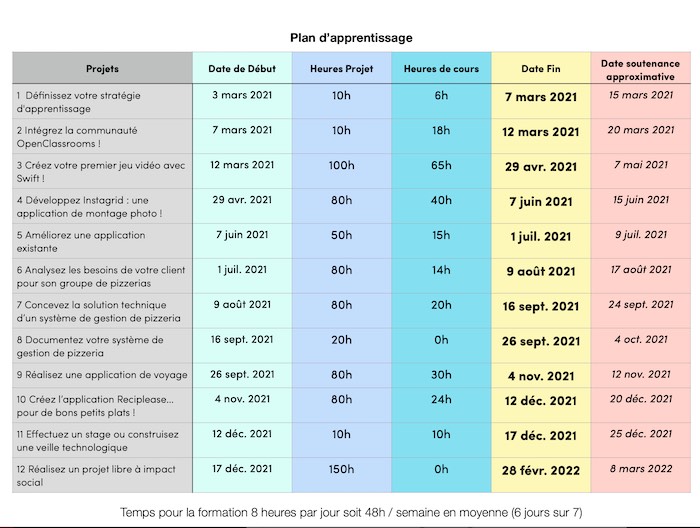 Plan d'apprentissage
Projets Date de Début Heures Projet Heures de cours Date Fin Date soutenance
approximative
1 Définissez votre stratégie
d'apprentissage 3 mars 2021 10h 6h 7 mars 2021 15 mars 2021
2 Intégrez la communauté
OpenClassrooms ! 7 mars 2021 10h 18h 12 mars 2021 20 mars 2021
3 Créez votre premier jeu vidéo avec
Swift ! 12 mars 2021 100h 65h 29 avr. 2021 7 mai 2021
4 Développez Instagrid : une
application de montage photo ! 29 avr. 2021 80h 40h 7 juin 2021 15 juin 2021
5 Améliorez une application
existante 7 juin 2021 50h 15h 1 juil. 2021 9 juil. 2021
6 Analysez les besoins de votre client
pour son groupe de pizzerias 1 juil. 2021 80h 14h 9 août 2021 17 août 2021
7 Concevez la solution technique
d'un système de gestion de pizzeria 9 août 2021 80h 20h 16 sept. 2021 24 sept. 2021
8 Documentez votre système de
gestion de pizzeria 16 sept. 2021 20h 0h 26 sept. 2021 4 oct. 2021
9 Réalisez une application de voyage 26 sept. 2021 80h 30h 4 nov. 2021 12 nov. 2021
10 Créez l'application Reciplease...
pour de bons petits plats ! 4 nov. 2021 80h 24h 12 déc. 2021 20 déc. 2021
11 Effectuez un stage ou construisez
une veille technologique 12 déc. 2021 10h 10h 17 déc. 2021 25 déc. 2021
12 Réalisez un projet libre à impact
social 17 déc. 2021 150h 0h 28 févr. 2022 8 mars 2022
Temps pour la formation 8 heures par jour soit 48h / semaine en moyenne (6 jours sur 7)